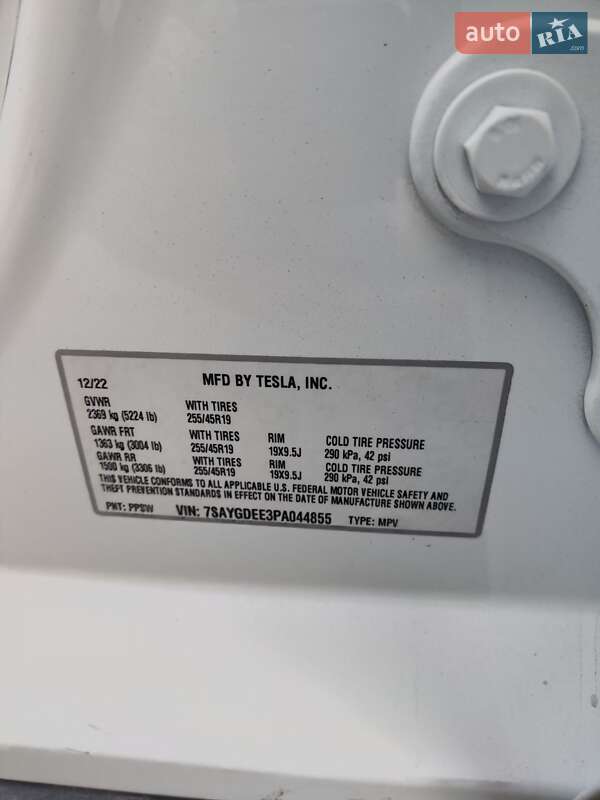 auto RIA .com
12/22 MFD BY TESLA, INC.
GVWR
2369 kg (5224 lb) WITH TIRES 255/45R19
GAWR FRT
1363 kg (3004 lb) WITH TIRES 255/45R19 RIM 19X9.5J COLD TIRE PRESSURE 290 kPa, 42 psi
GAWR RR
1500 kg (3306 lb) WITH TIRES 255/45R19 RIM 19X9.5J COLD TIRE PRESSURE 290 kPa, 42 psi
THIS VEHICLE CONFORMS TO ALL APPLICABLE U.S. FEDERAL MOTOR VEHICLE SAFETY AND
THEFT PREVENTION STANDARDS IN EFFECT ON THE DATE OF MANUFACTURE SHOWN ABOVE.
PNT: PPSW VIN: 7SAYGDEE3PA044855 TYPE: MPV